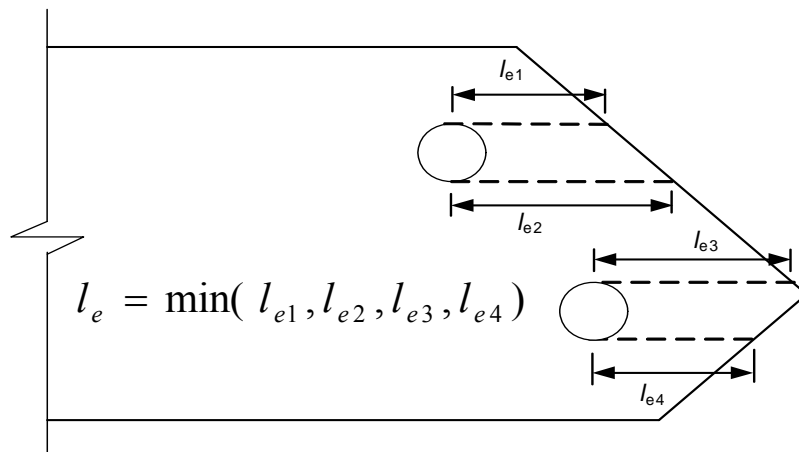 le1
le2
le3
le = min( le1 , le2 , le3 , le4 )
le4